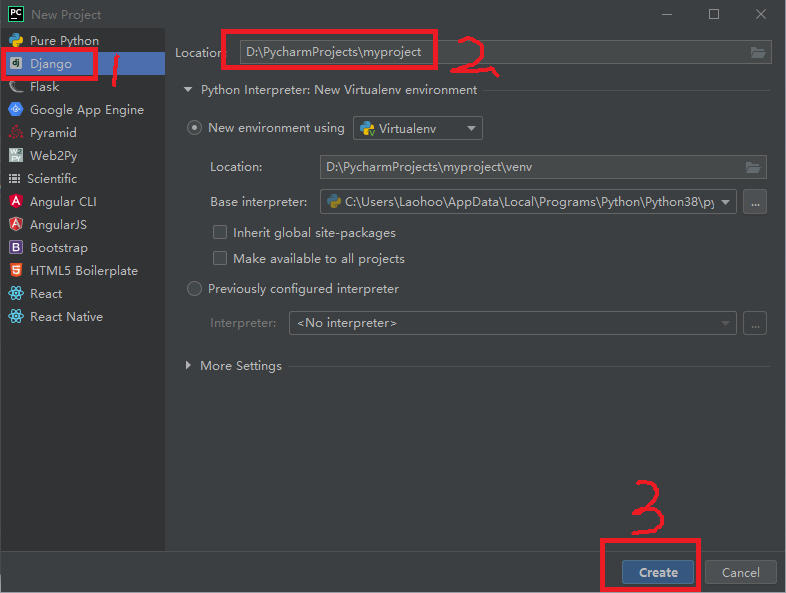 New Project
Pure Python
Django
Flask
Google App Engine
Pyramid
Web2Py
Scientific
Angular CLI
AngularJS
Bootstrap
HTML5 Boilerplate
React
React Native
1
Location: D:\PycharmProjects\myproject
2
Python Interpreter: New Virtualenv environment
New environment using Virtualenv
Location: D:\PycharmProjects\myproject\venv
Base interpreter: C:\Users\Laohoo\AppData\Local\Programs\Python\Python38\py ...
Inherit global site-packages
Make available to all projects
Previously configured interpreter
Interpreter: <No interpreter> ...
More Settings
3
Create Cancel